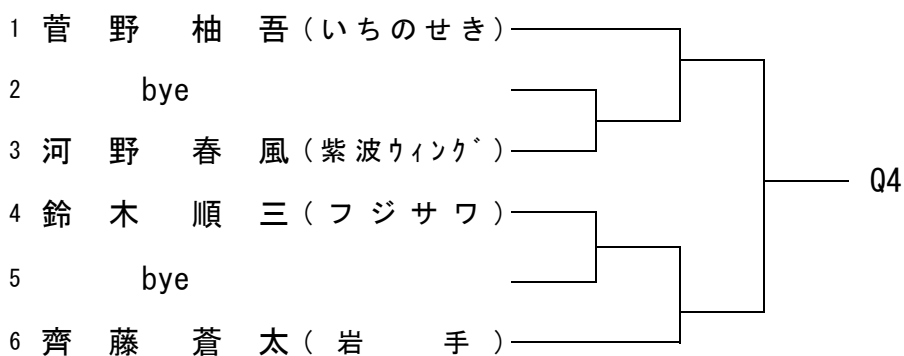 1 菅野 柚吾(いちのせき)
2 bye
3 河野 春風(紫波ウィング)
Q4
4 鈴木 順三(フジサワ)
5 bye
6 齊藤 蒼太(岩手)